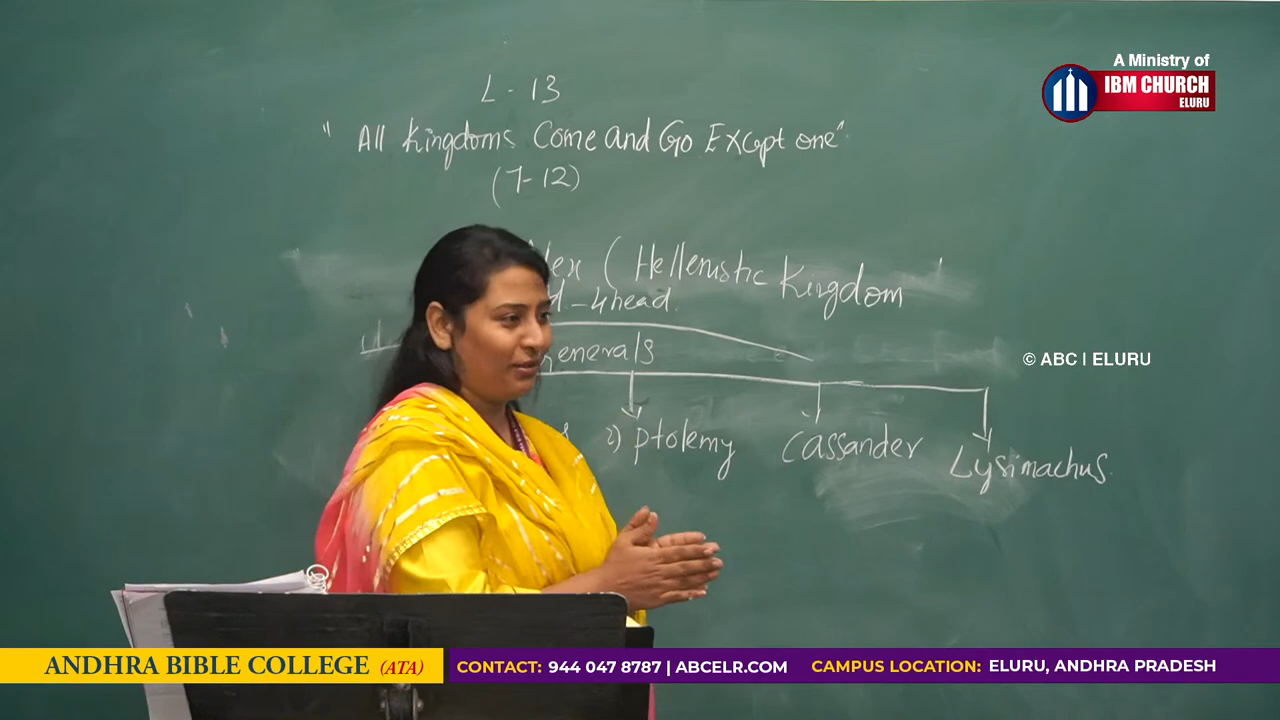 A Ministry of
IBM CHURCH
ELURU
L - 13
"All Kingdoms Come and Go Except one"
(7-12)
lex ( Hellenistic Kingdom
d - 4head.
enerals
© ABC | ELURU
2) Ptolemy
Cassander
Lysimachus.
ANDHRA BIBLE COLLEGE (ATA)
CONTACT: 944 047 8787 | ABCELR.COM
CAMPUS LOCATION: ELURU, ANDHRA PRADESH